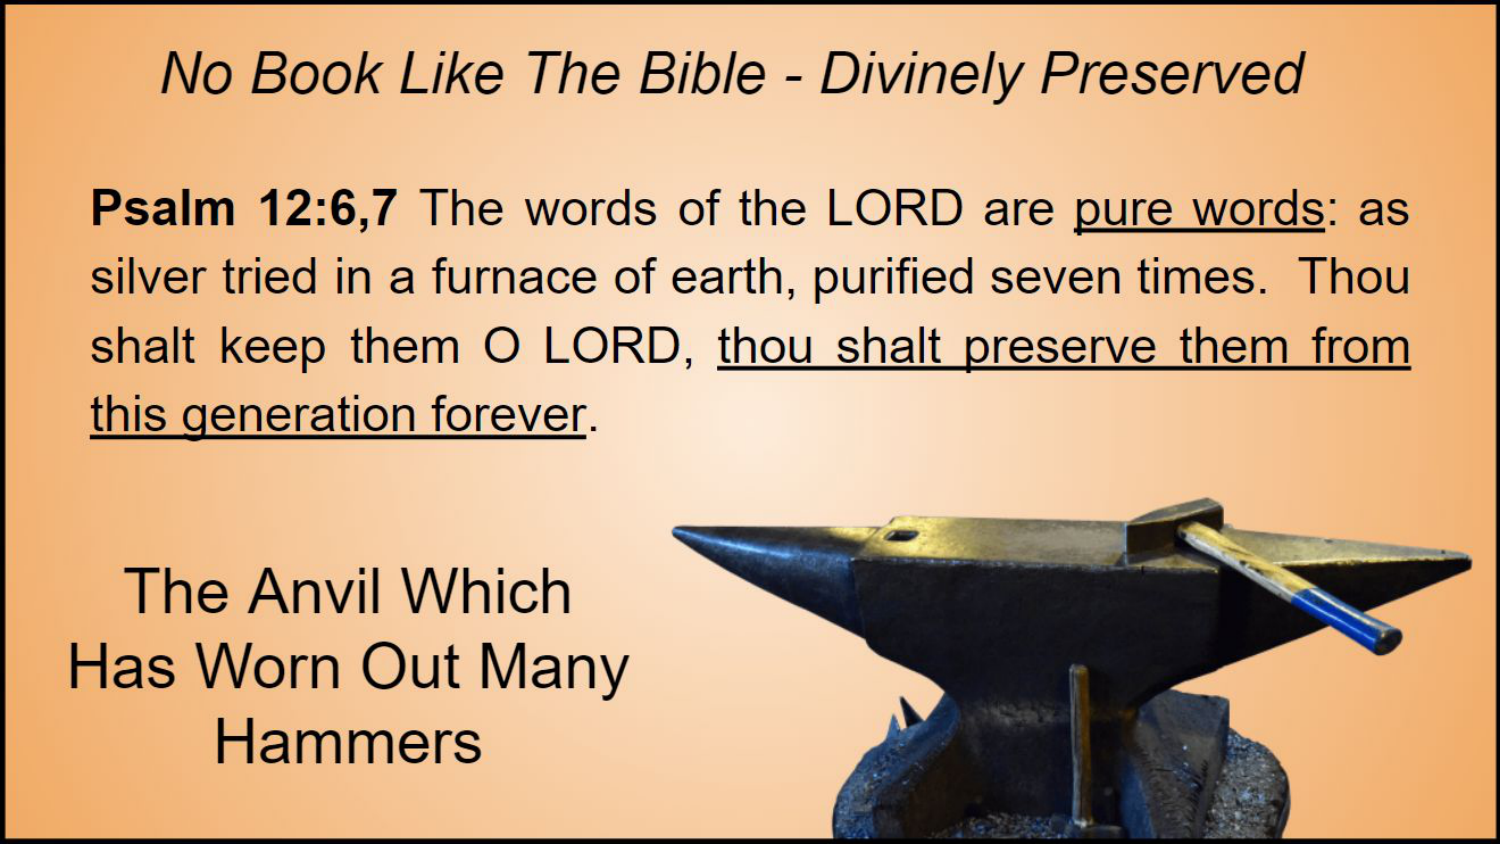 No Book Like The Bible - Divinely Preserved
Psalm 12:6,7 The words of the LORD are pure words: as
silver tried in a furnace of earth, purified seven times. Thou
shalt keep them O LORD, thou shalt preserve them from
this generation forever.
The Anvil Which
Has Worn Out Many
Hammers